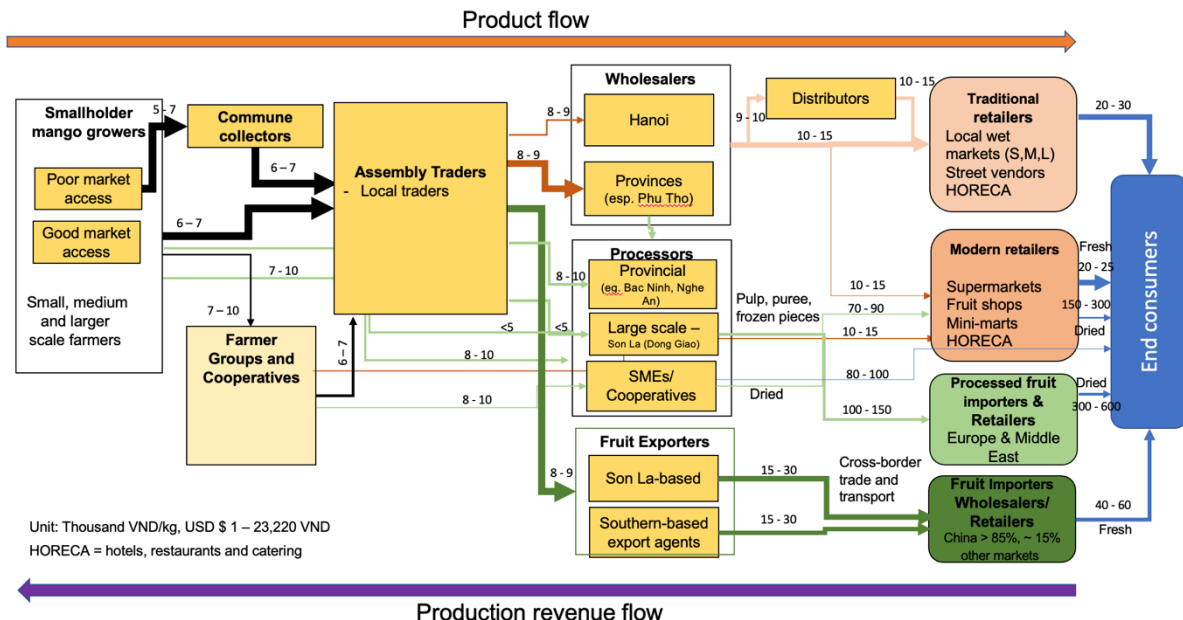 Product flow
Smallholder
mango growers
Poor market
access
Good market
access
Small, medium
and larger
scale farmers
5 - 7
Commune
collectors
6 – 7
6 – 7
7 - 10
7 – 10
Farmer
Groups and
Cooperatives
6 – 7
Assembly Traders
- Local traders
8 - 9
8 – 9
<5
<5
8 - 10
8 - 10
8 - 10
8 - 9
Wholesalers
Hanoi
Provinces
(esp. Phu Tho)
Processors
Provincial
(eg. Bac Ninh, Nghe
An)
Large scale –
Son La (Dong Giao)
SMEs/
Cooperatives
Fruit Exporters
Son La-based
Southern-based
export agents
9 - 10
Distributors
10 - 15
10 - 15
10 - 15
Pulp, puree,
frozen pieces
70 - 90
10 - 15
80 - 100
Dried
100 - 150
15 - 30
15 - 30
Cross-border
trade and
transport
Traditional
retailers
Local wet
markets (S,M,L)
Street vendors
HORECA
Modern retailers
Supermarkets
Fruit shops
Mini-marts
HORECA
Processed fruit
importers &
Retailers
Europe & Middle
East
Fruit Importers
Wholesalers/
Retailers
China > 85%, ~ 15%
other markets
20 - 30
Fresh
20 - 25
150 - 300
Dried
Dried
300 - 600
40 - 60
Fresh
End consumers
Unit: Thousand VND/kg, USD $ 1 – 23,220 VND
HORECA = hotels, restaurants and catering
Production revenue flow